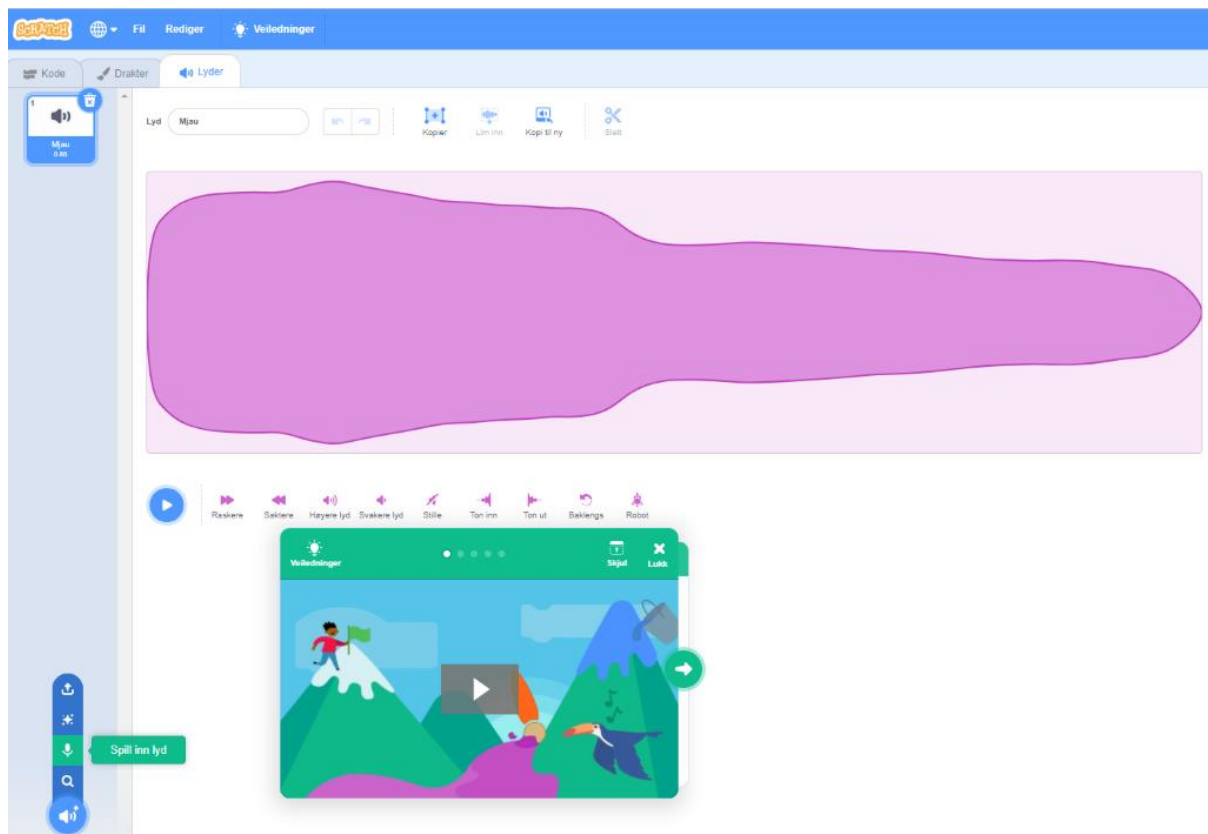 SCRATCH Fil Rediger Veiledninger
Kode Drakter Lyder
1
Mjau
0.85
Lyd Mjau Kopier Lim inn Kopi til ny Slett
Raskere Saktere Høyere lyd Svakere lyd Stille Ton inn Ton ut Baklengs Robot
Veiledninger Skjul Lukk
Spill inn lyd